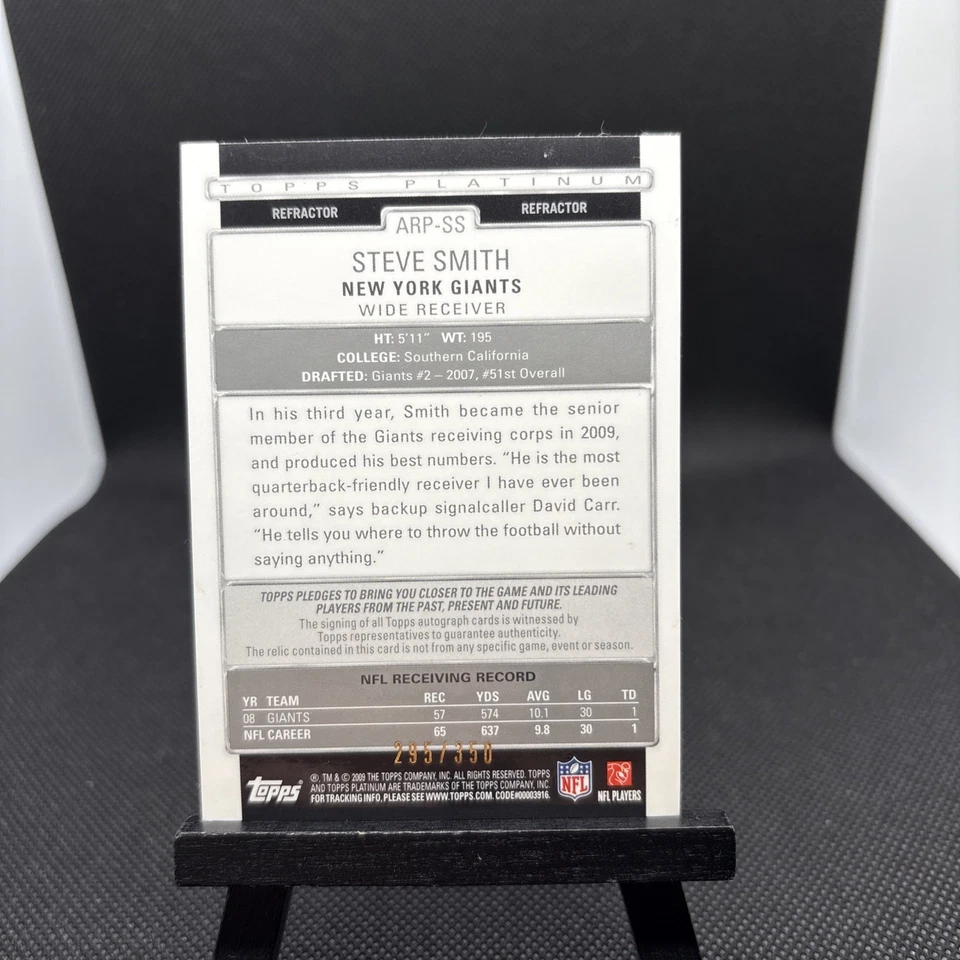 TOPPS PLATINUM
REFRACTOR REFRACTOR
ARP-SS
STEVE SMITH
NEW YORK GIANTS
WIDE RECEIVER
HT: 5'11" WT: 195
COLLEGE: Southern California
DRAFTED: Giants #2 – 2007, #51st Overall
In his third year, Smith became the senior
member of the Giants receiving corps in 2009,
and produced his best numbers. "He is the most
quarterback-friendly receiver I have ever been
around," says backup signalcaller David Carr.
"He tells you where to throw the football without
saying anything."
TOPPS PLEDGES TO BRING YOU CLOSER TO THE GAME AND ITS LEADING
PLAYERS FROM THE PAST, PRESENT AND FUTURE.
The signing of all Topps autograph cards is witnessed by
Topps representatives to guarantee authenticity.
The relic contained in this card is not from any specific game, event or season.
NFL RECEIVING RECORD
YR TEAM REC YDS AVG LG TD
08 GIANTS 57 574 10.1 30 1
NFL CAREER 65 637 9.8 30 1
295/350
Topps
®, TM & © 2009 THE TOPPS COMPANY, INC. ALL RIGHTS RESERVED. TOPPS
AND TOPPS PLATINUM ARE TRADEMARKS OF THE TOPPS COMPANY, INC.
FOR TRACKING INFO, PLEASE SEE WWW.TOPPS.COM. CODE#00003916.
NFL
NFL PLAYERS